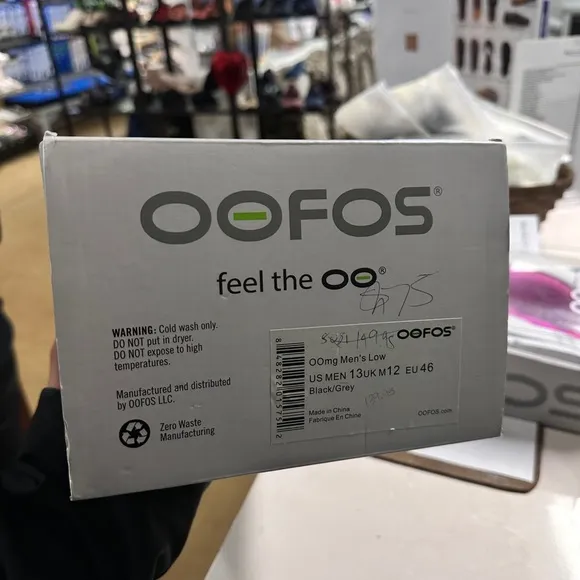 OOFOS®
feel the OO®
WARNING: Cold wash only.
DO NOT put in dryer.
DO NOT expose to high
temperatures.
Manufactured and distributed
by OOFOS LLC.
Zero Waste
Manufacturing
OOFOS®
OOmg Men's Low
US MEN 13 UK M12 EU 46
Black/Grey
Made in China
Fabriqué En Chine
OOFOS.com